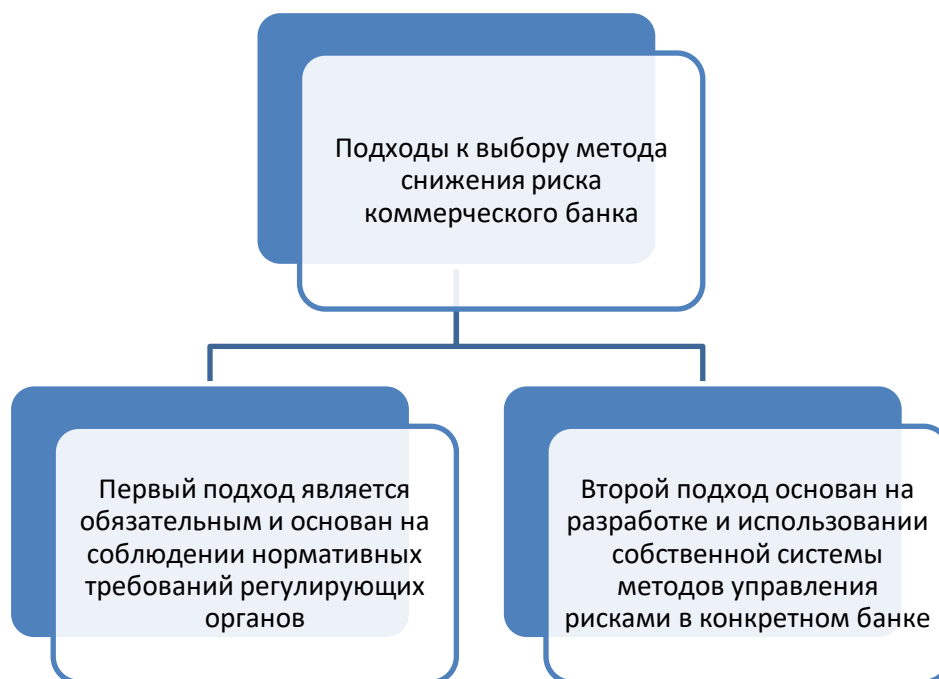 Подходы к выбору метода
снижения риска
коммерческого банка
Первый подход является
обязательным и основан на
соблюдении нормативных
требований регулирующих
органов
Второй подход основан на
разработке и использовании
собственной системы
методов управления
рисками в конкретном банке